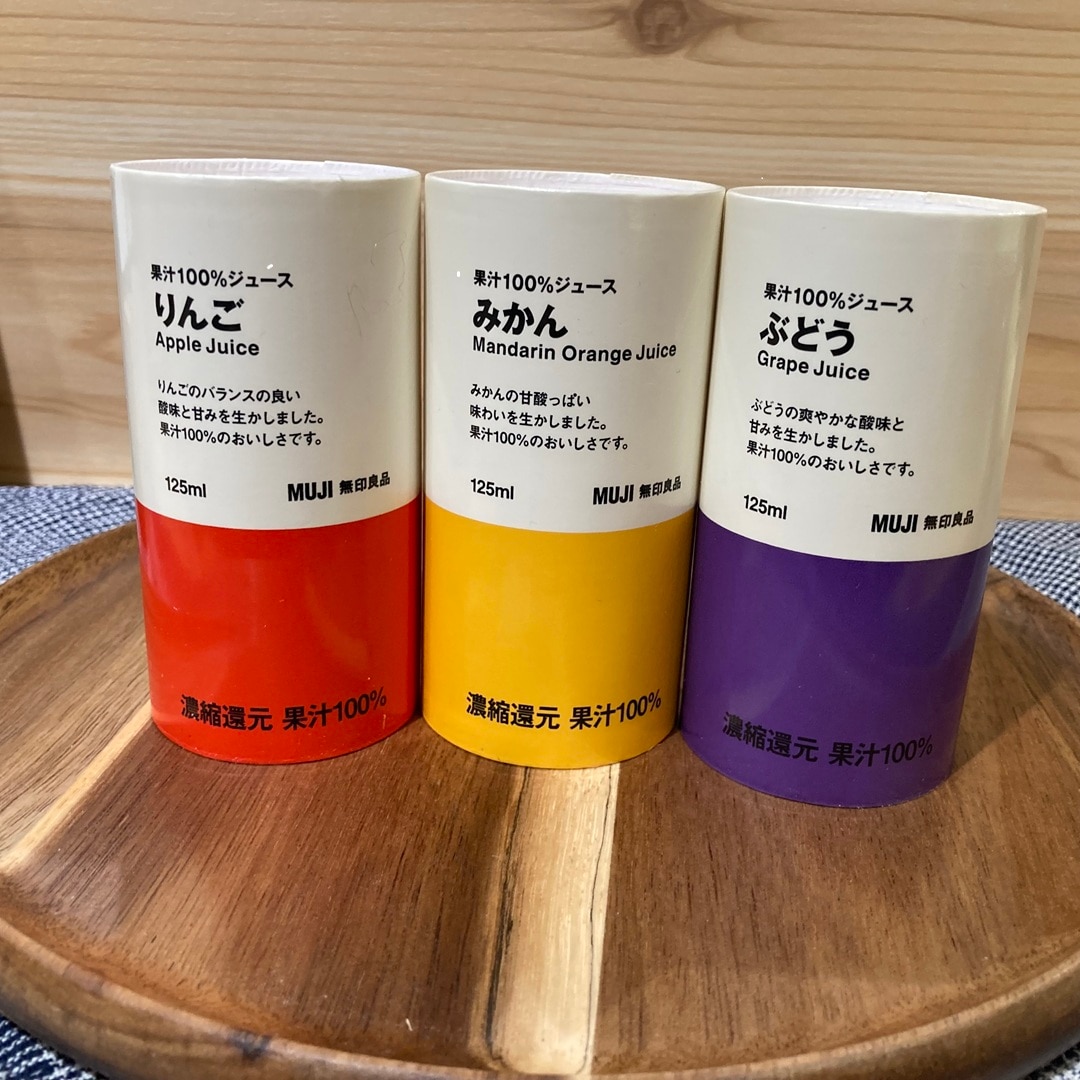 果汁100%ジュース
りんご
Apple Juice
りんごのバランスの良い
酸味と甘みを生かしました。
果汁100%のおいしさです。
125ml
MUJI 無印良品
濃縮還元 果汁100%
果汁100%ジュース
みかん
Mandarin Orange Juice
みかんの甘酸っぱい
味わいを生かしました。
果汁100%のおいしさです。
125ml
MUJI 無印良品
濃縮還元 果汁100%
果汁100%ジュース
ぶどう
Grape Juice
ぶどうの爽やかな酸味と
甘みを生かしました。
果汁100%のおいしさです。
125ml
MUJI 無印良品
濃縮還元 果汁100%